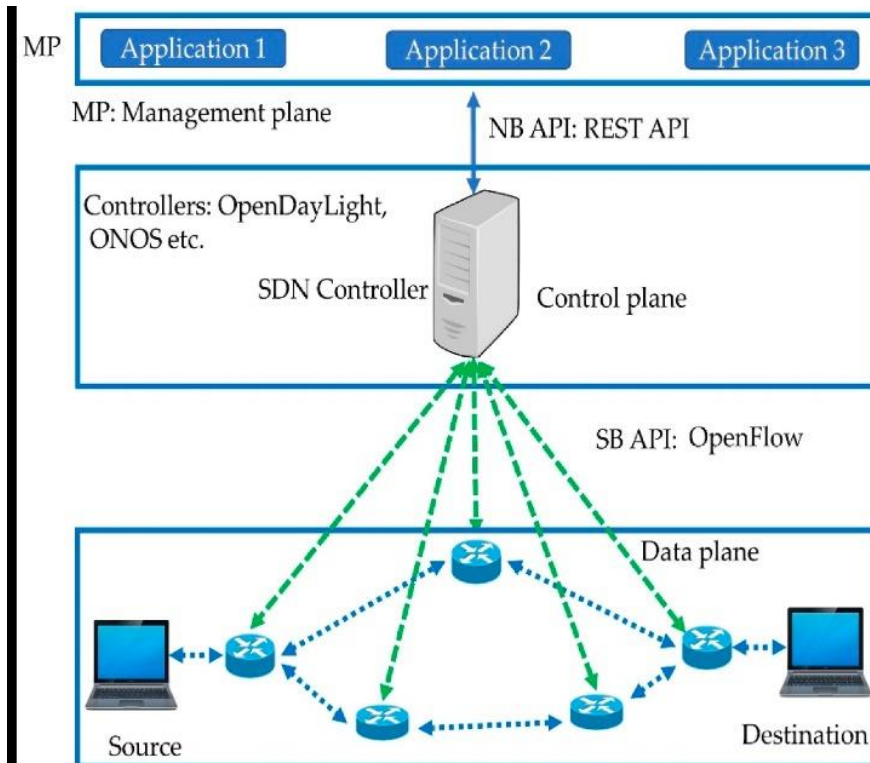 MP
Application 1
Application 2
Application 3
MP: Management plane
NB API: REST API
Controllers: OpenDayLight,
ONOS etc.
SDN Controller
Control plane
SB API: OpenFlow
Data plane
Source
Destination